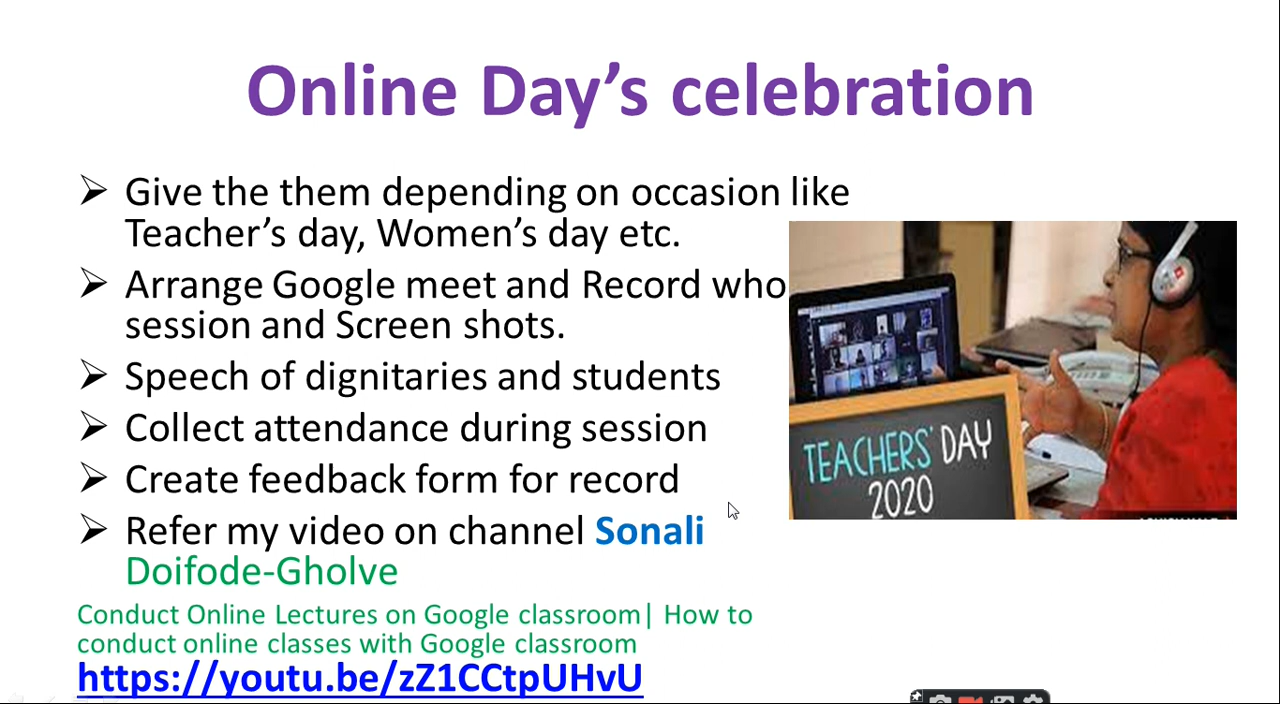 Online Day’s celebration
Give the them depending on occasion like
Teacher’s day, Women’s day etc.
Arrange Google meet and Record who
session and Screen shots.
Speech of dignitaries and students
Collect attendance during session
Create feedback form for record
Refer my video on channel Sonali
Doifode-Gholve
Conduct Online Lectures on Google classroom| How to
conduct online classes with Google classroom
https://youtu.be/zZ1CCtpUHvU
TEACHERS’ DAY
2020